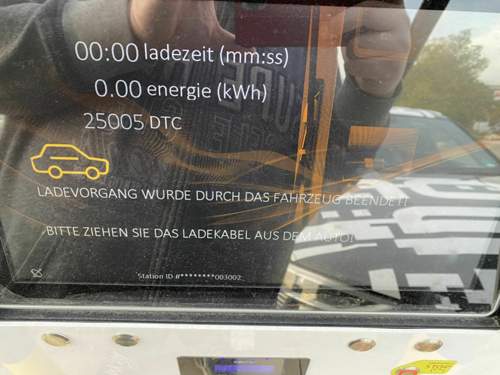 00:00 ladezeit (mm:ss)
0.00 energie (kWh)
25005 DTC
LADEVORGANG WURDE DURCH DAS FAHRZEUG BEENDET!
BITTE ZIEHEN SIE DAS LADEKABEL AUS DEM AUTO!
Station ID #********003002